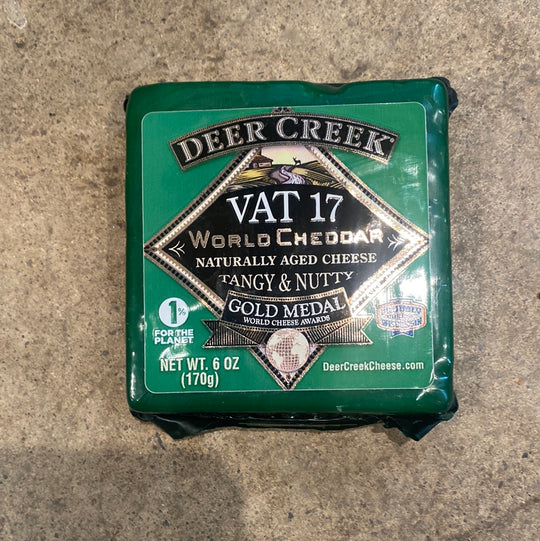 DEER CREEK
VAT 17
WORLD CHEDDAR
NATURALLY AGED CHEESE
TANGY & NUTTY
GOLD MEDAL
WORLD CHEESE AWARDS
1%
FOR THE
PLANET
WISCONSIN
NET WT. 6 OZ
(170g)
DeerCreekCheese.com